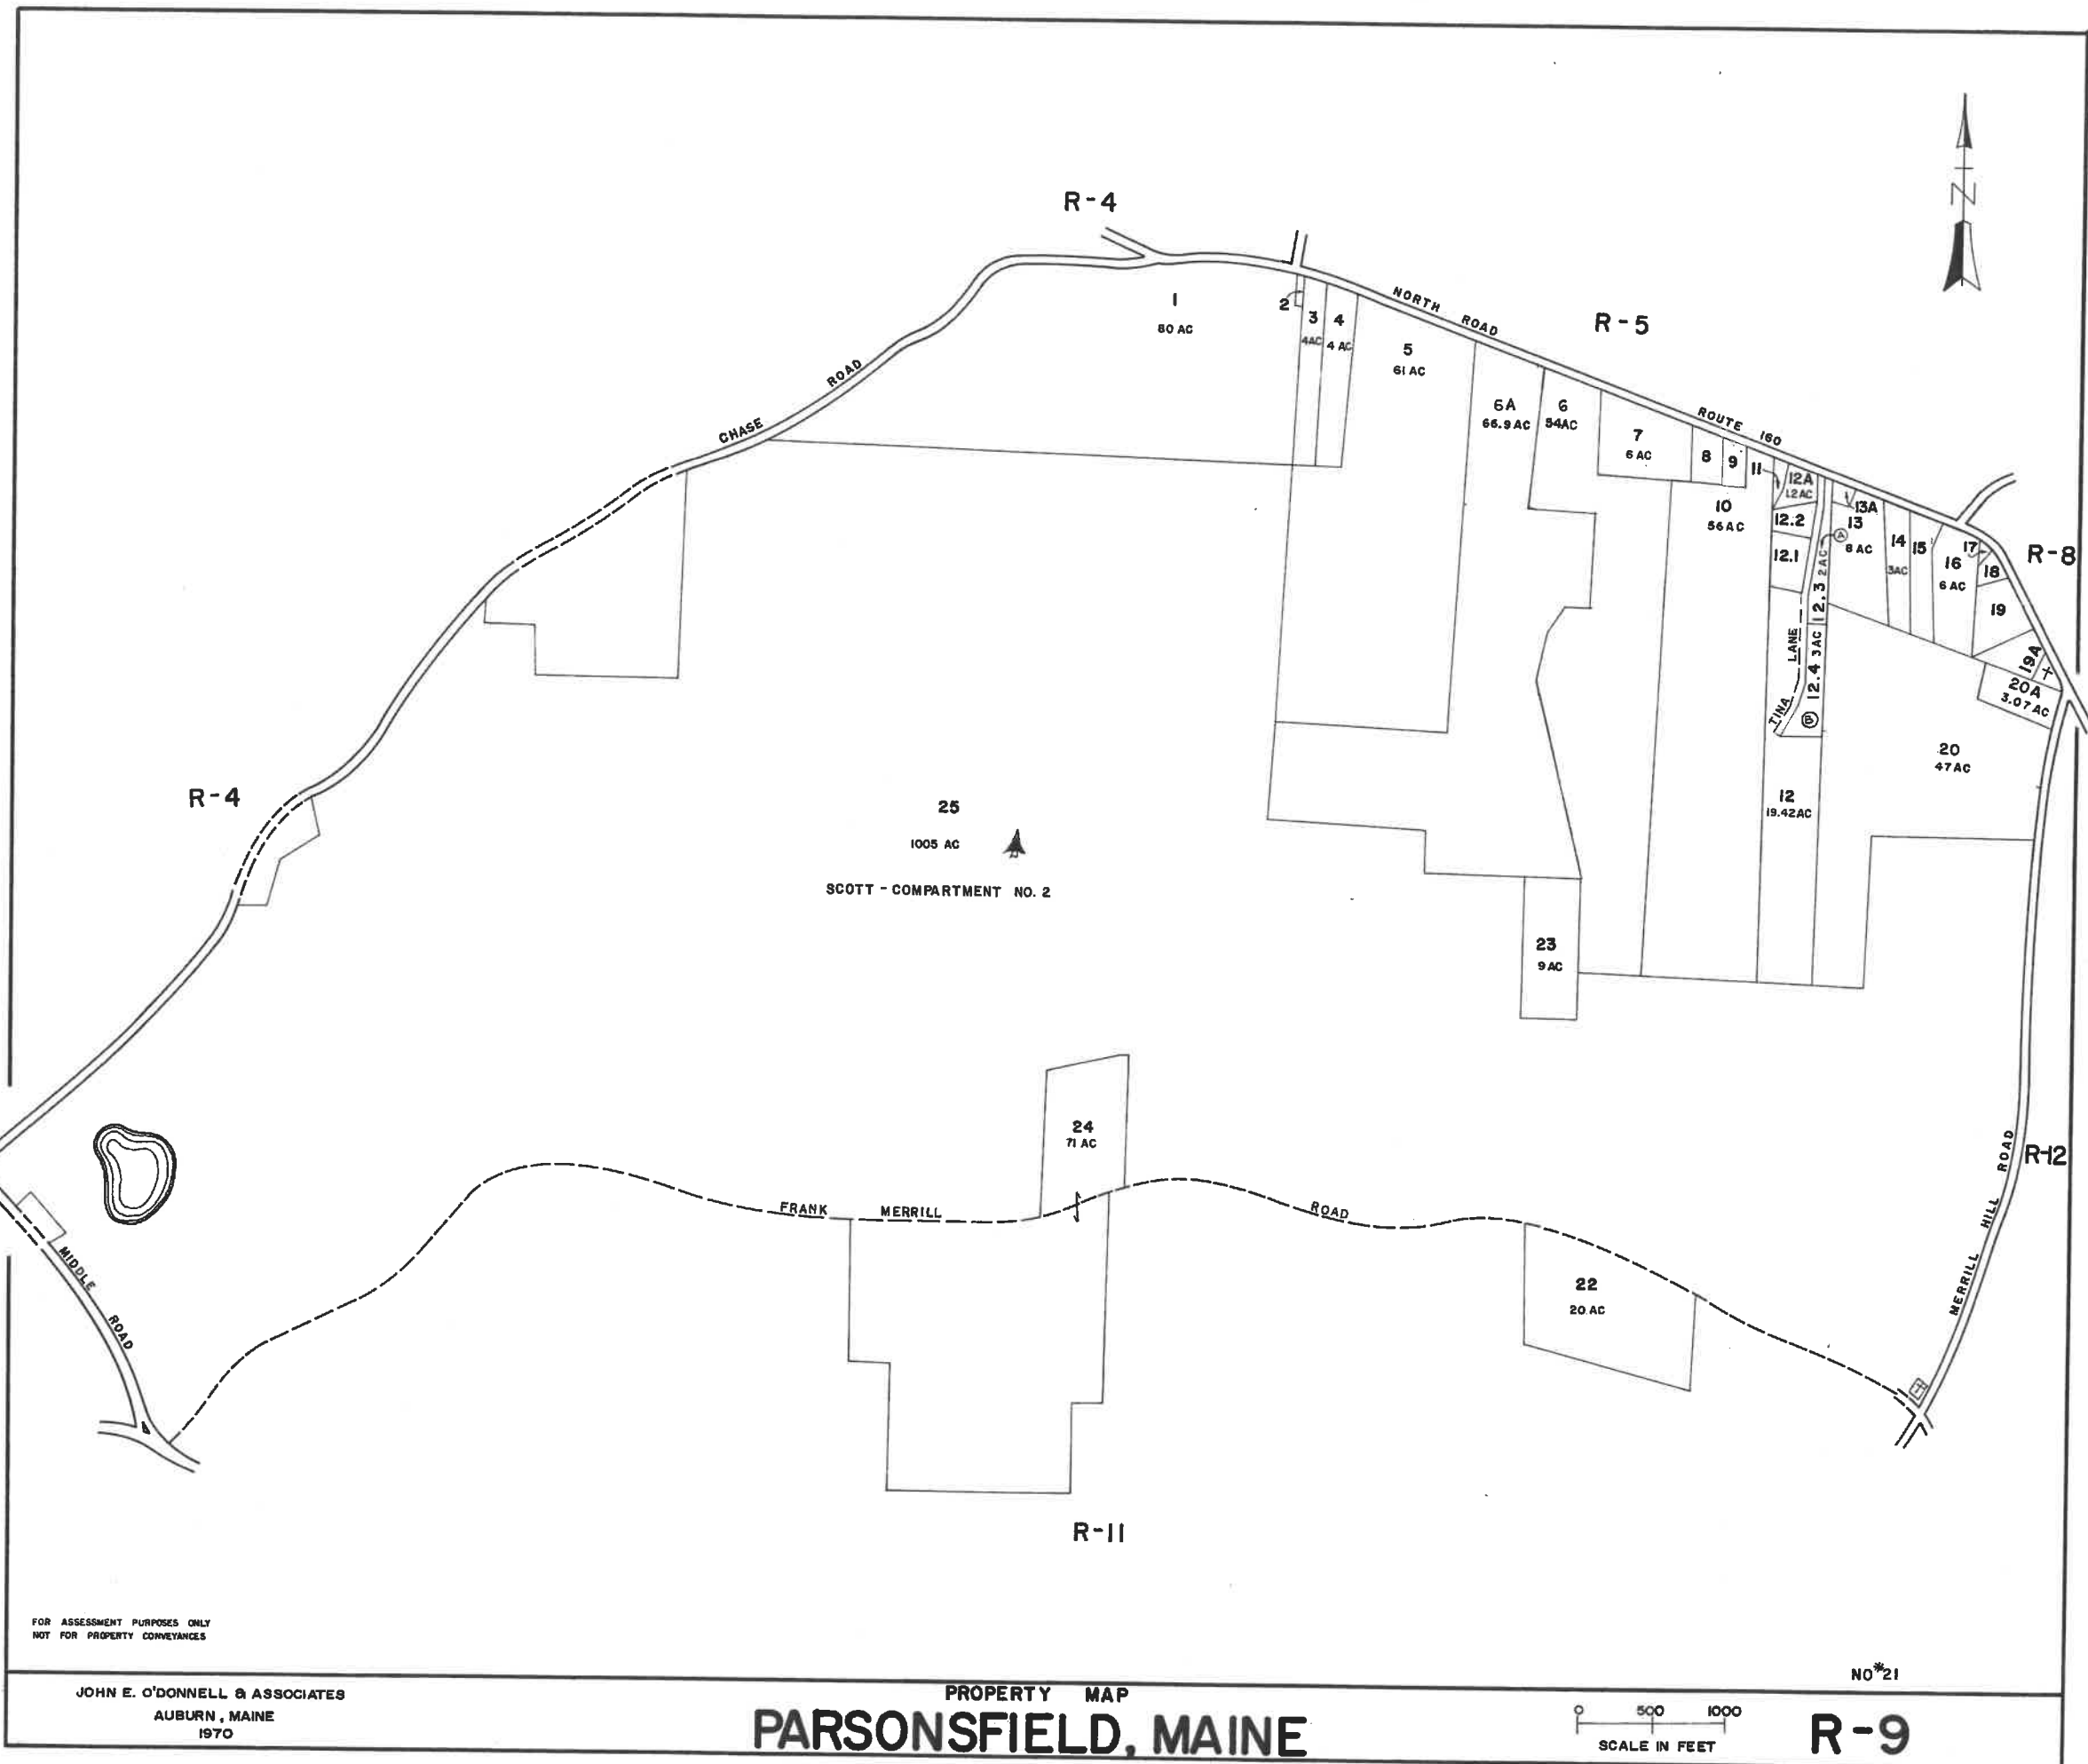 R-4
N
1
80 AC
2
3
4AC
4
4 AC
NORTH ROAD
R-5
5
61 AC
CHASE ROAD
6A
66.9 AC
6
54AC
ROUTE 160
7
6 AC
8
9
11
12A
1.2 AC
10
56 AC
12.2
12.1
13A
13
8 AC
A
14
3AC
15
16
6 AC
17
18
19
R-8
12.3 2AC
12.4 3AC
B
TINA LANE
19A
20A
3.07 AC
20
47 AC
12
19.42AC
R-4
25
1005 AC
SCOTT - COMPARTMENT NO. 2
23
9 AC
24
71 AC
R-12
FRANK MERRILL ROAD
MERRILL HILL ROAD
MIDDLE ROAD
22
20 AC
R-11
FOR ASSESSMENT PURPOSES ONLY
NOT FOR PROPERTY CONVEYANCES
NO#21
JOHN E. O'DONNELL & ASSOCIATES
AUBURN, MAINE
1970
PROPERTY MAP
PARSONSFIELD, MAINE
0 500 1000
SCALE IN FEET
R-9